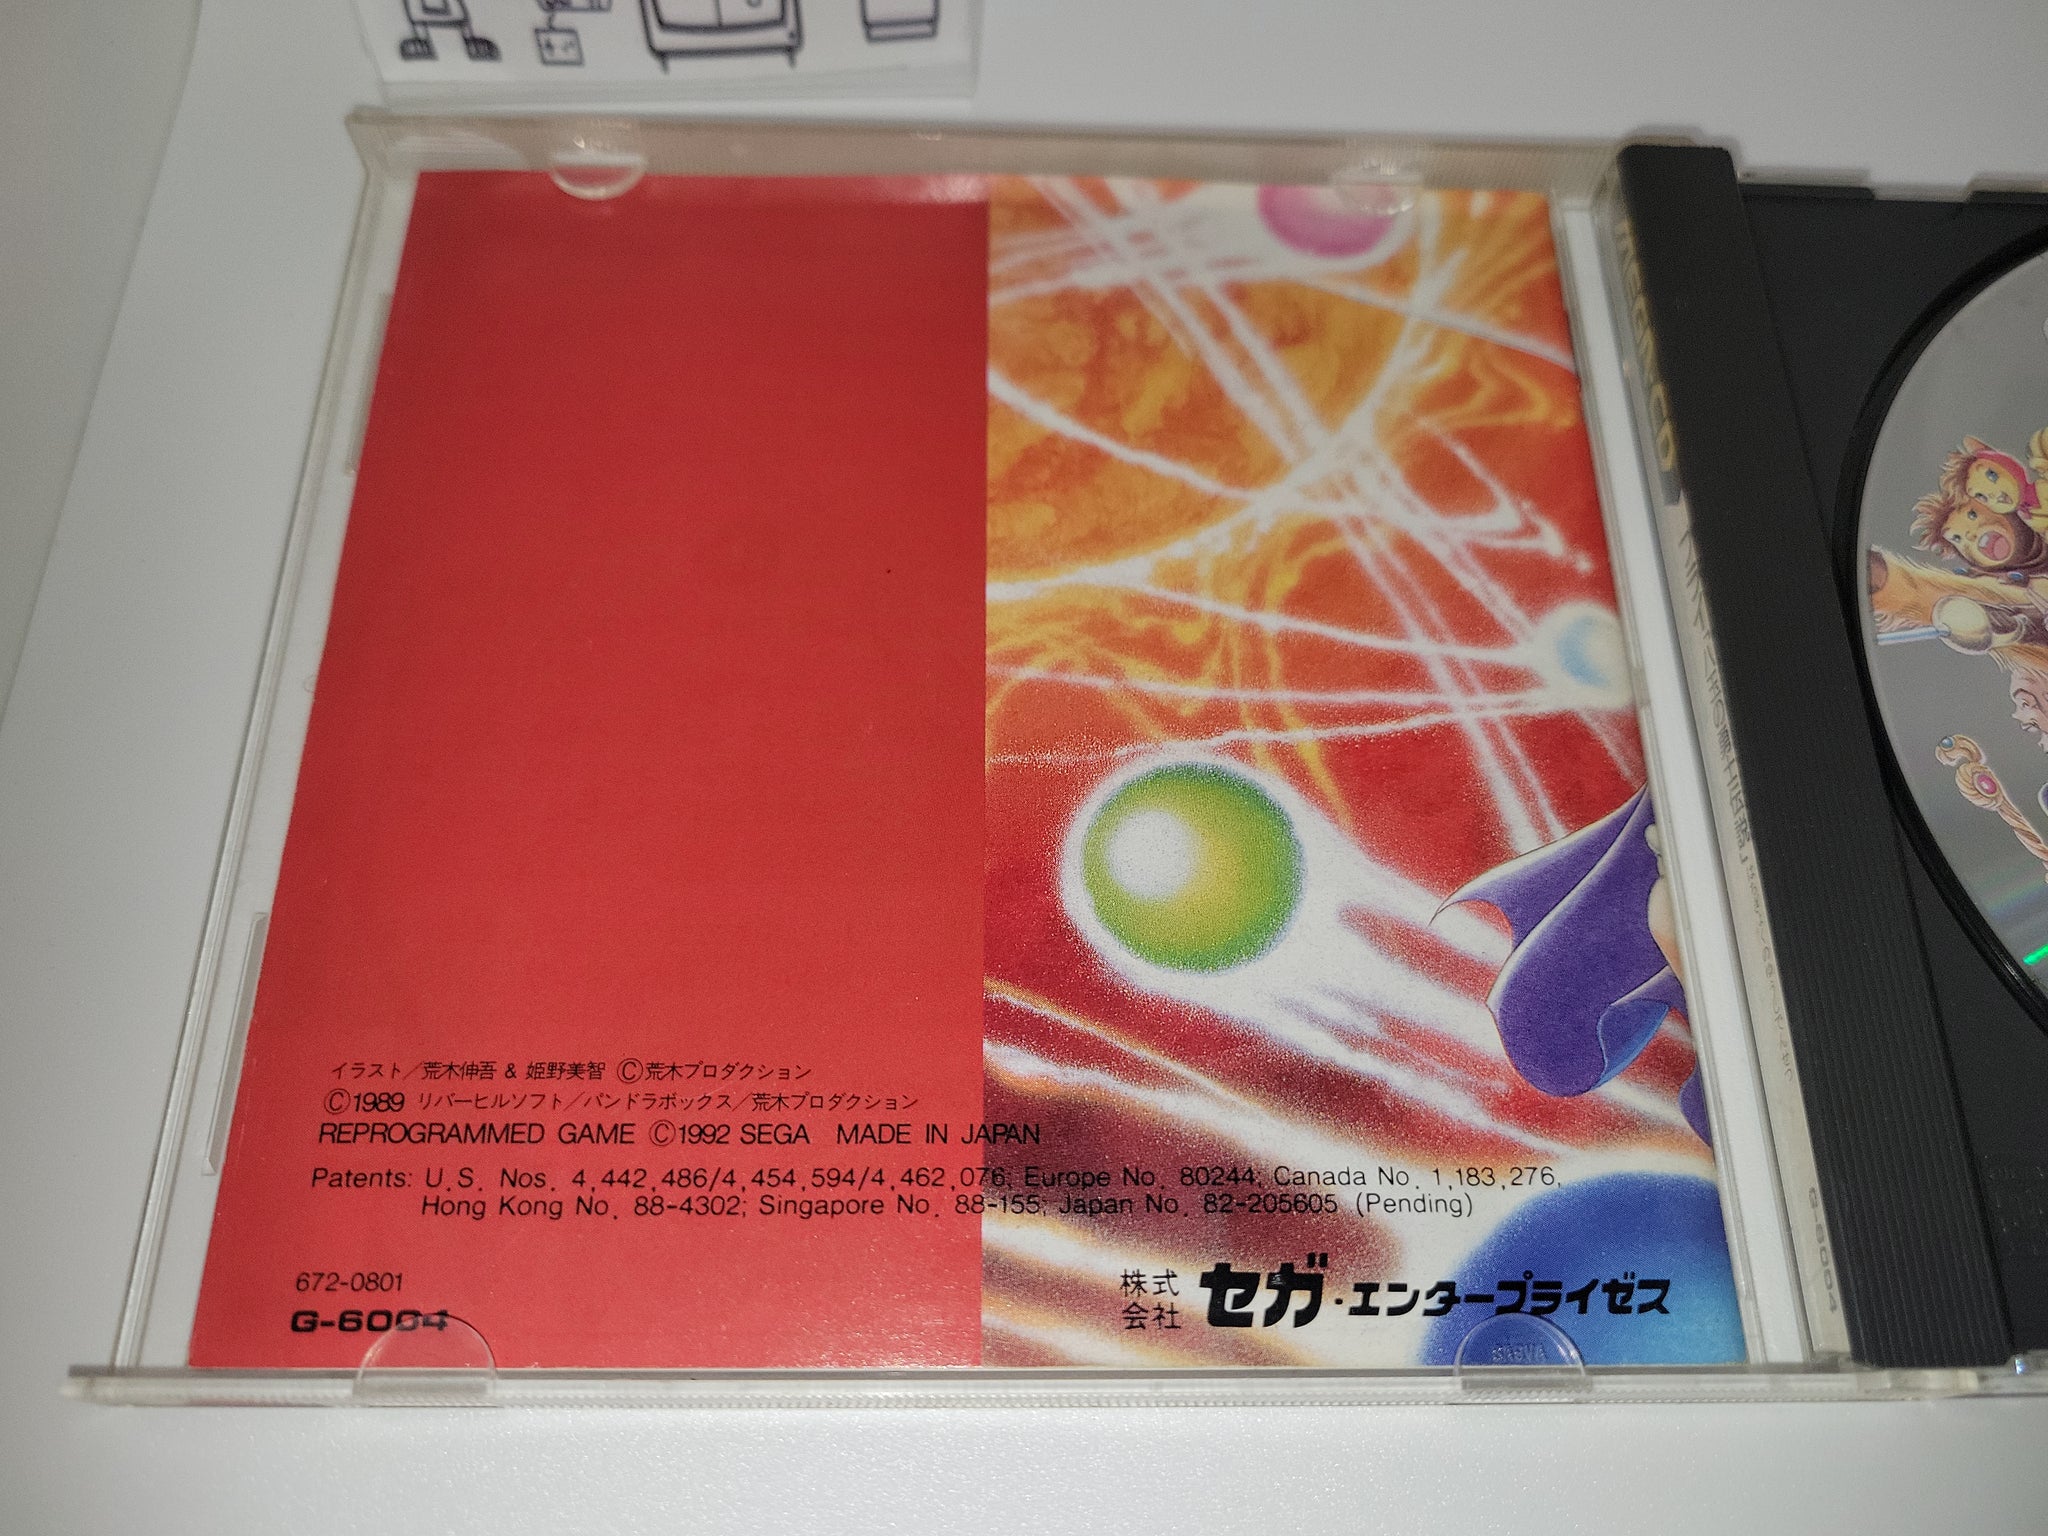 イラスト／荒木伸吾 & 姫野美智 Ⓒ荒木プロダクション
Ⓒ1989 リバーヒルソフト／パンドラボックス／荒木プロダクション
REPROGRAMMED GAME Ⓒ1992 SEGA MADE IN JAPAN
Patents: U.S. Nos. 4,442,486/4,454,594/4,462,076; Europe No. 80244; Canada No. 1,183,276,
Hong Kong No. 88-4302; Singapore No. 88-155; Japan No. 82-205605 (Pending)
672-0801
G-6004
株式会社 セガ・エンタープライゼス
MEGA-CD
G-6004